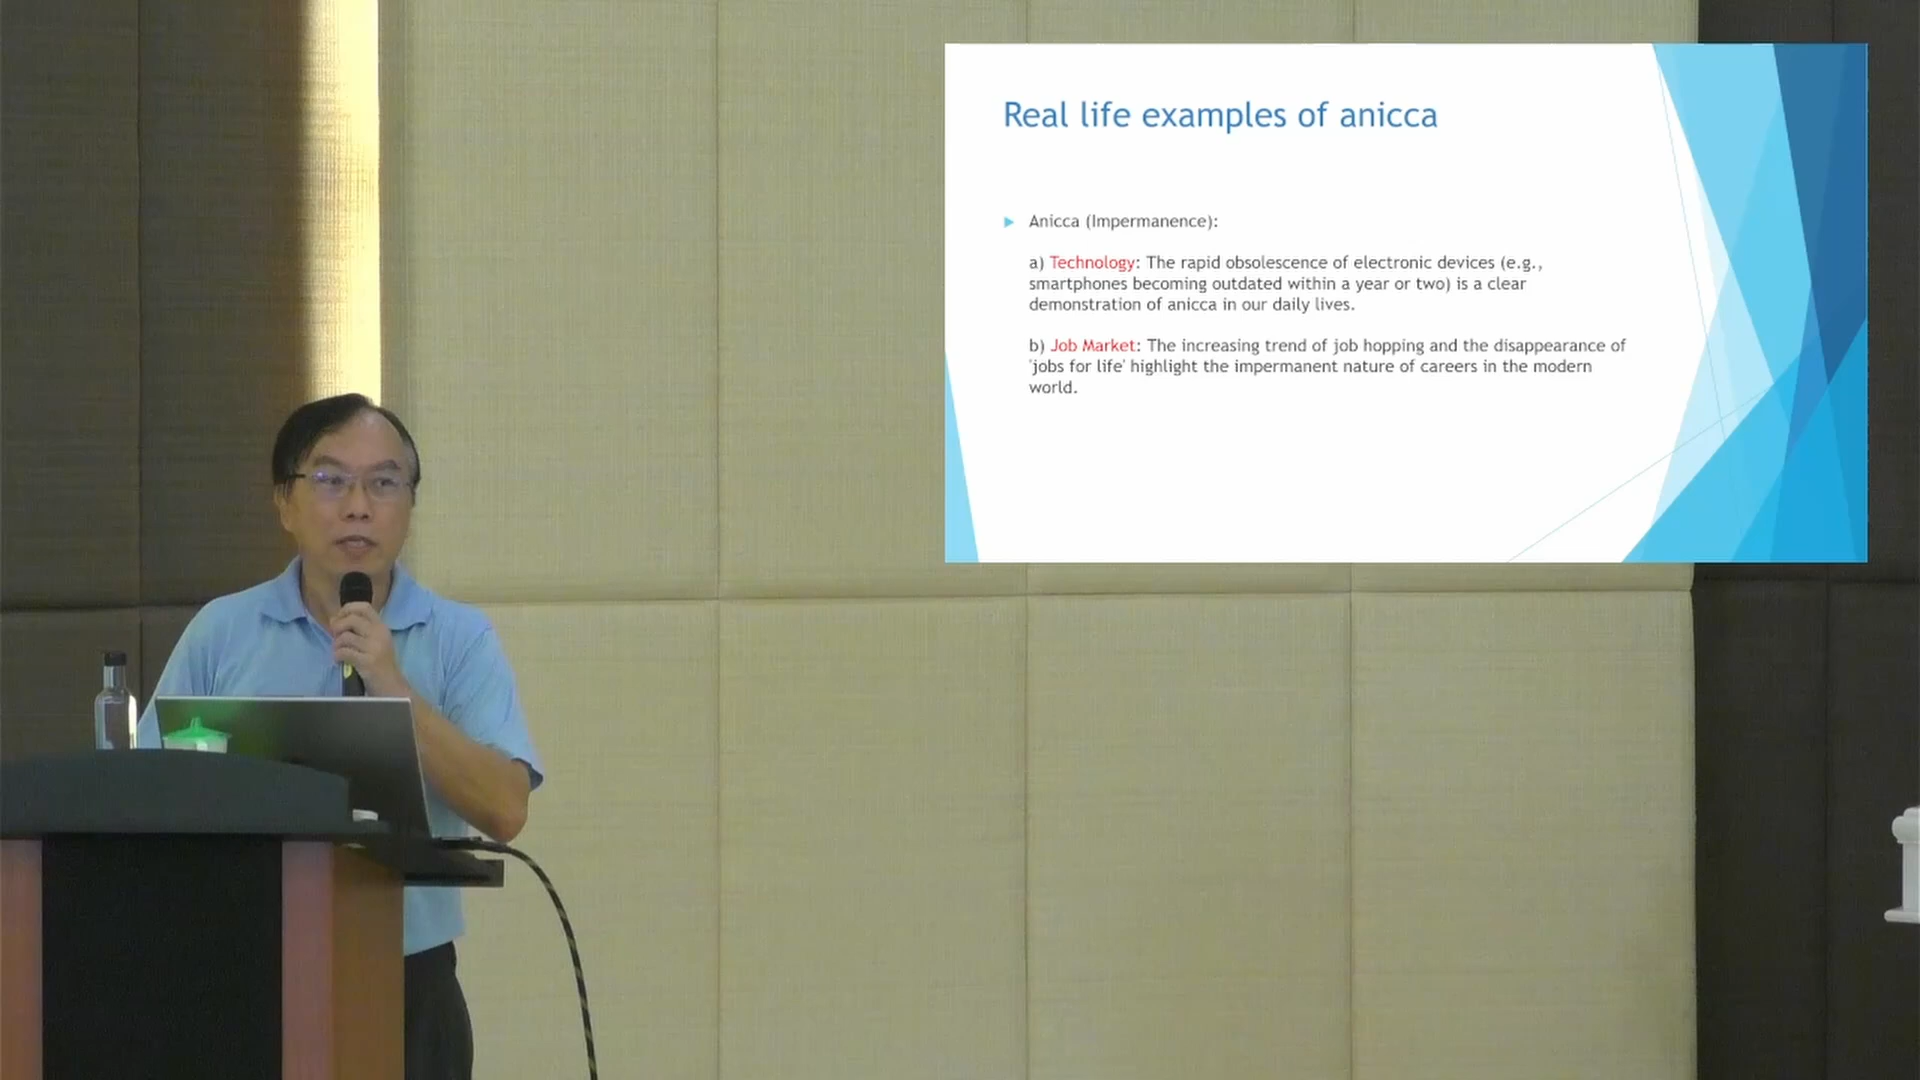 Real life examples of anicca
Anicca (Impermanence):
a) Technology: The rapid obsolescence of electronic devices (e.g.,
smartphones becoming outdated within a year or two) is a clear
demonstration of anicca in our daily lives.
b) Job Market: The increasing trend of job hopping and the disappearance of
'jobs for life' highlight the impermanent nature of careers in the modern
world.